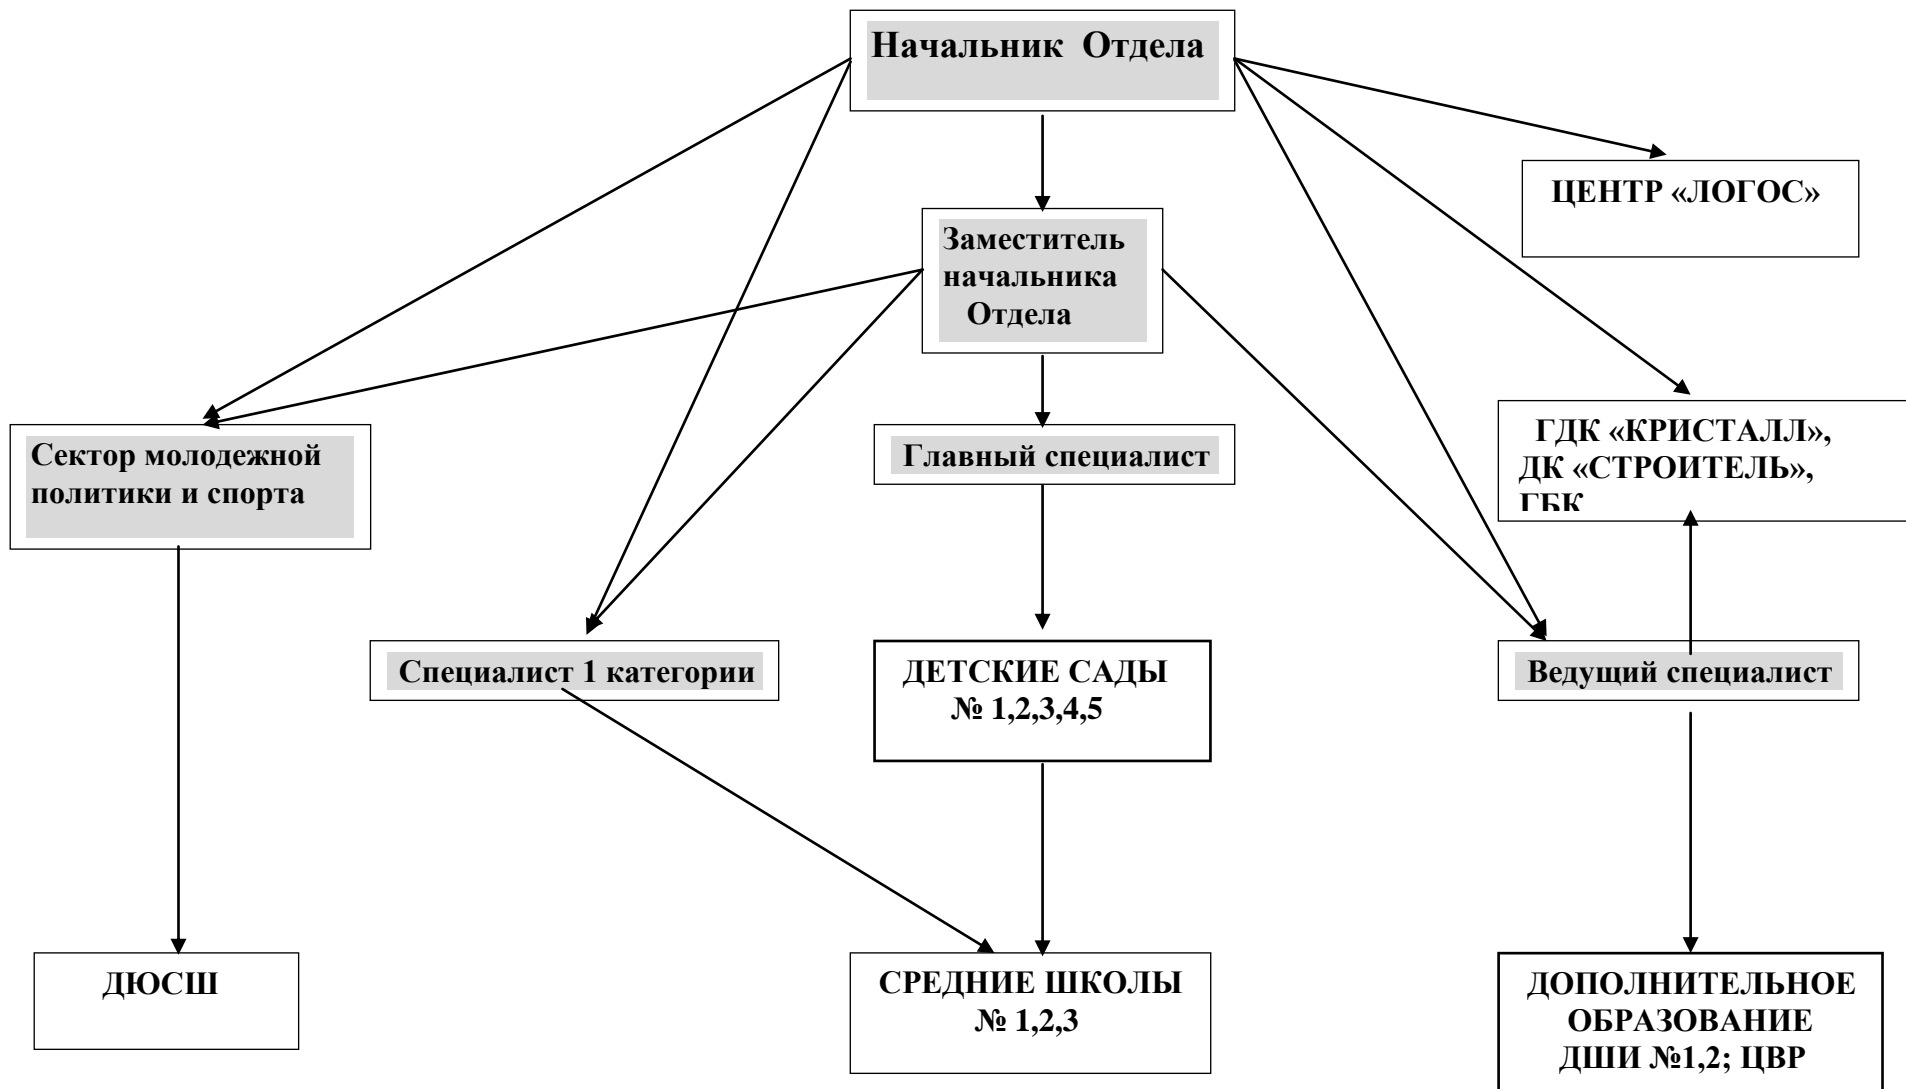 Начальник Отдела
ЦЕНТР «ЛОГОС»
Заместитель
начальника
Отдела
Сектор молодежной
политики и спорта
Главный специалист
ГДК «КРИСТАЛЛ»,
ДК «СТРОИТЕЛЬ»,
ГБК
Специалист 1 категории
ДЕТСКИЕ САДЫ
№ 1,2,3,4,5
Ведущий специалист
ДЮСШ
СРЕДНИЕ ШКОЛЫ
№ 1,2,3
ДОПОЛНИТЕЛЬНОЕ
ОБРАЗОВАНИЕ
ДШИ №1,2; ЦВР